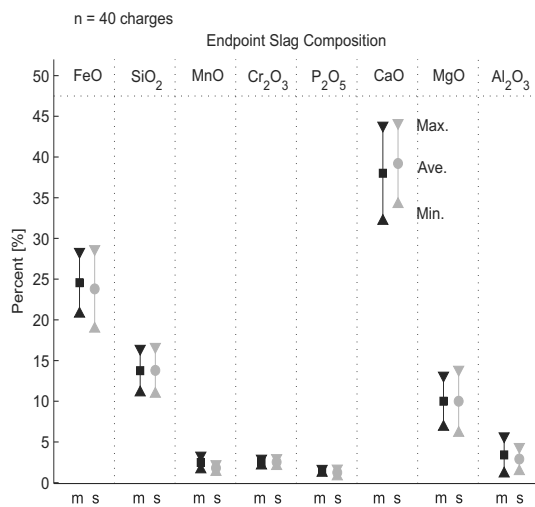 n = 40 charges
Endpoint Slag Composition
FeO SiO₂ MnO Cr₂O₃ P₂O₅ CaO MgO Al₂O₃
Percent [%]
50
45
40
35
30
25
20
15
10
5
0
Max.
Ave.
Min.
m s m s m s m s m s m s m s m s